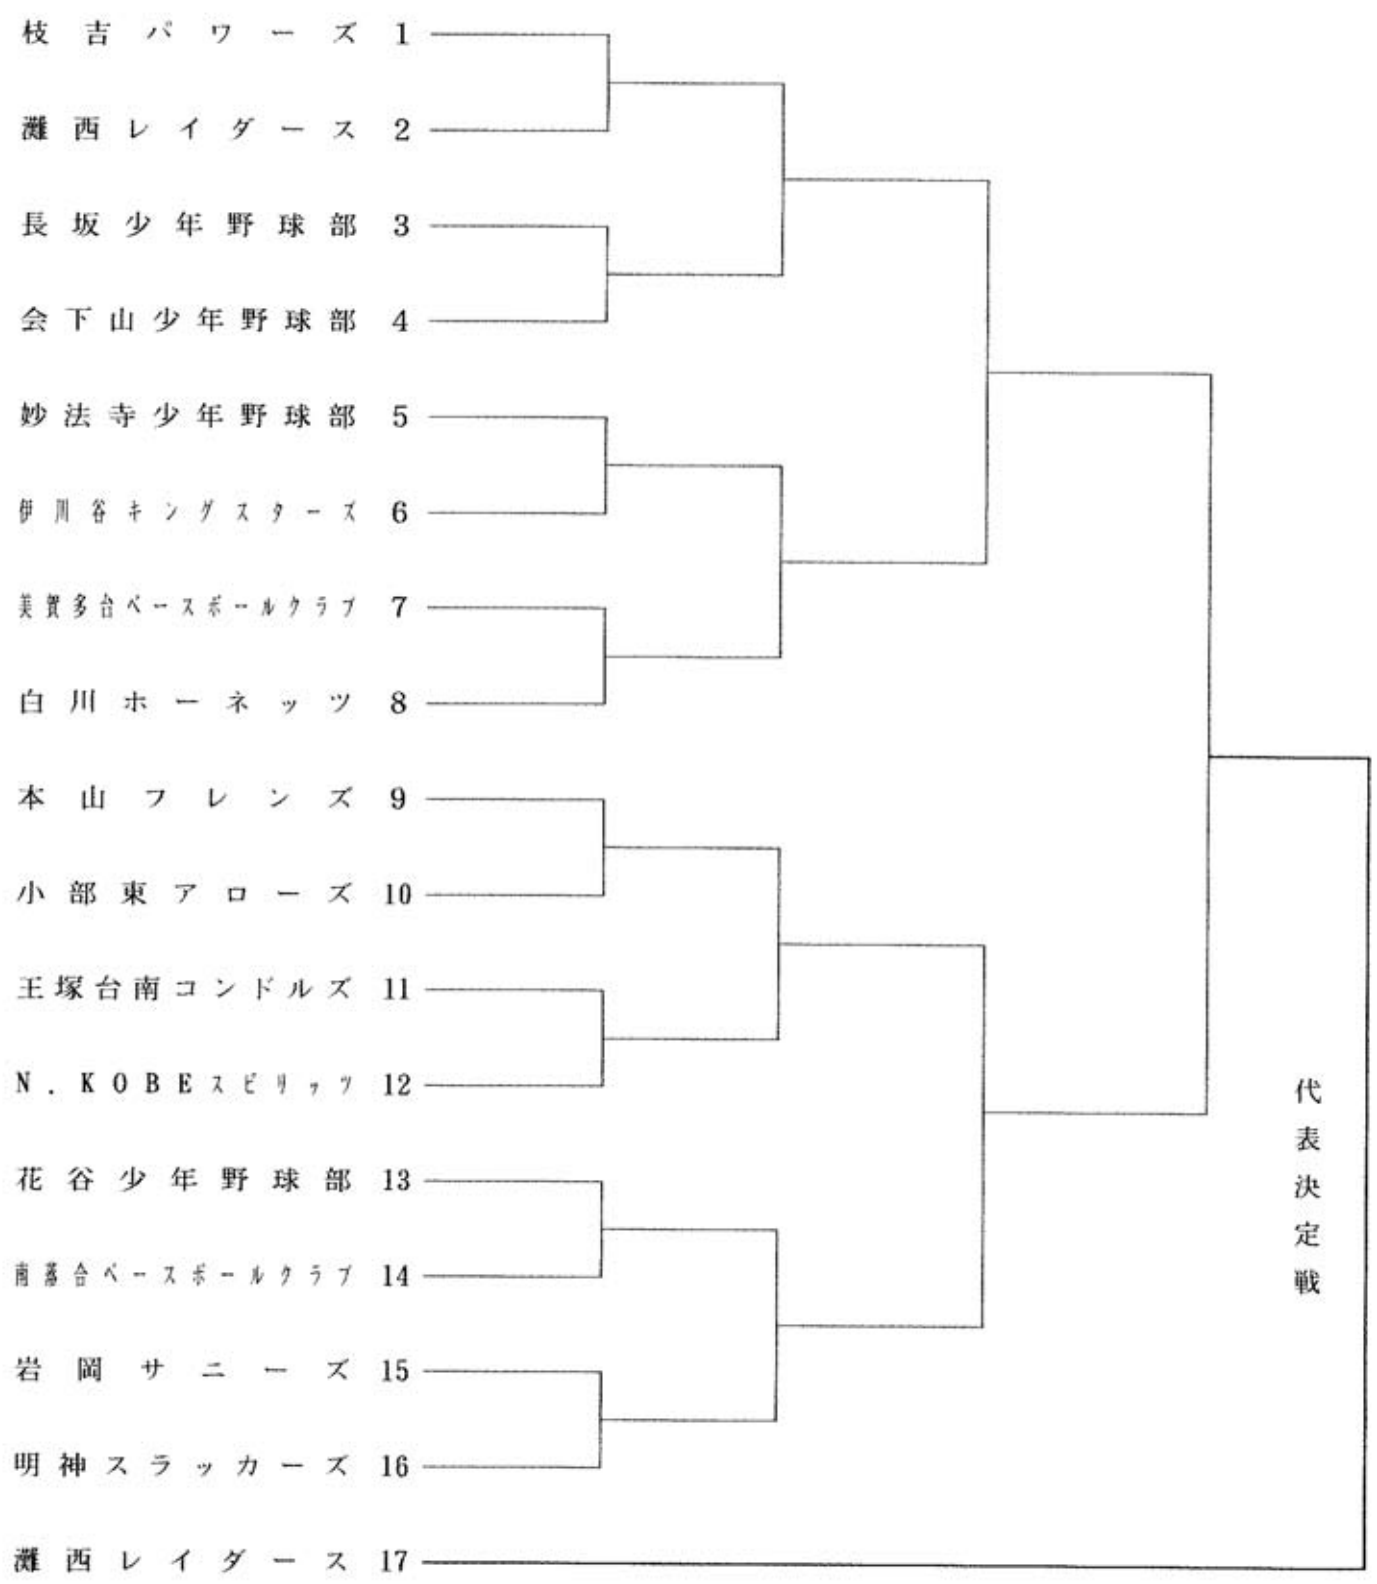 枝吉パワーズ 1
灘西レイダース 2
長坂少年野球部 3
会下山少年野球部 4
妙法寺少年野球部 5
伊川谷キングスターズ 6
美賀多台ベースボールクラブ 7
白川ホーネッツ 8
本山フレンズ 9
小部東アローズ 10
王塚台南コンドルズ 11
N.KOBEスピリッツ 12
花谷少年野球部 13
南落合ベースボールクラブ 14
岩岡サニーズ 15
明神スラッカーズ 16
灘西レイダース 17
代表決定戦